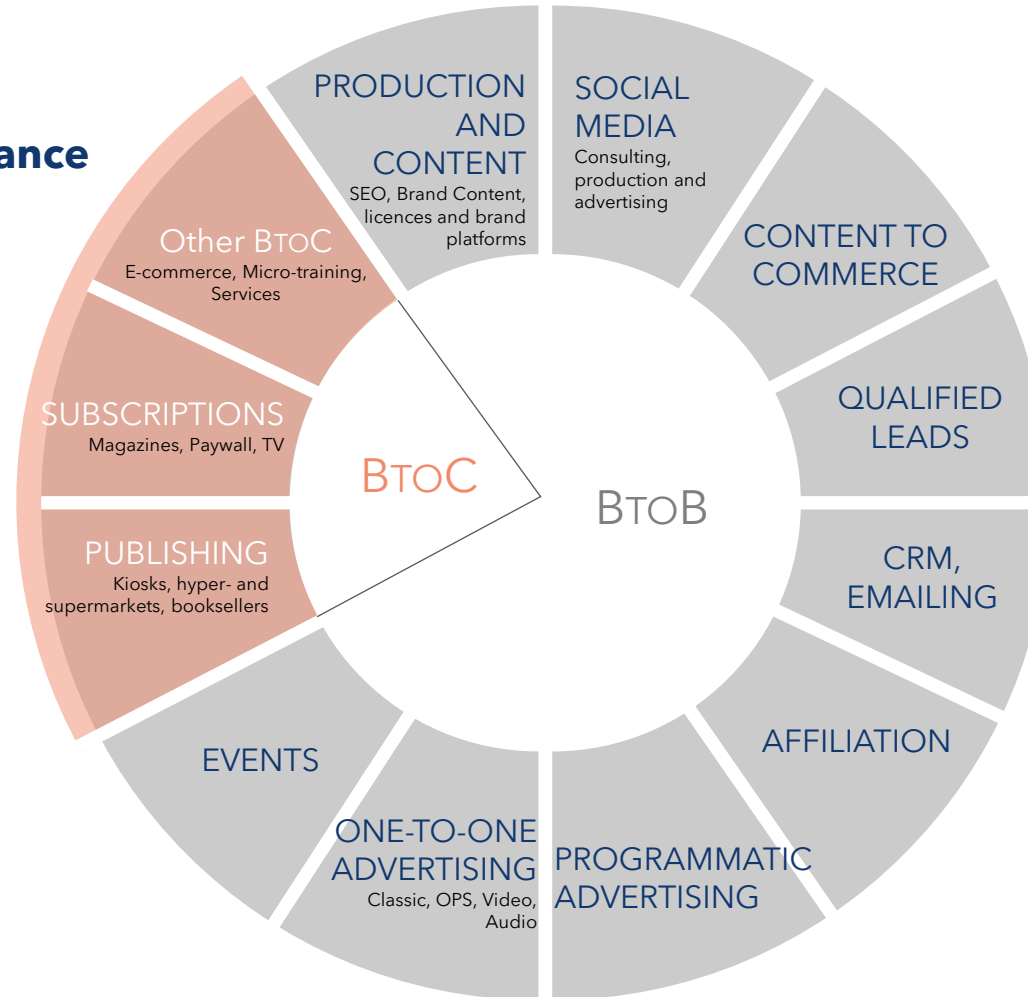 ance
PRODUCTION
AND
CONTENT
SEO, Brand Content,
licences and brand
platforms
SOCIAL
MEDIA
Consulting,
production and
advertising
CONTENT TO
COMMERCE
QUALIFIED
LEADS
CRM,
EMAILING
AFFILIATION
PROGRAMMATIC
ADVERTISING
ONE-TO-ONE
ADVERTISING
Classic, OPS, Video,
Audio
EVENTS
PUBLISHING
Kiosks, hyper- and
supermarkets, booksellers
SUBSCRIPTIONS
Magazines, Paywall, TV
Other BTOC
E-commerce, Micro-training,
Services
BTOC
BTOB